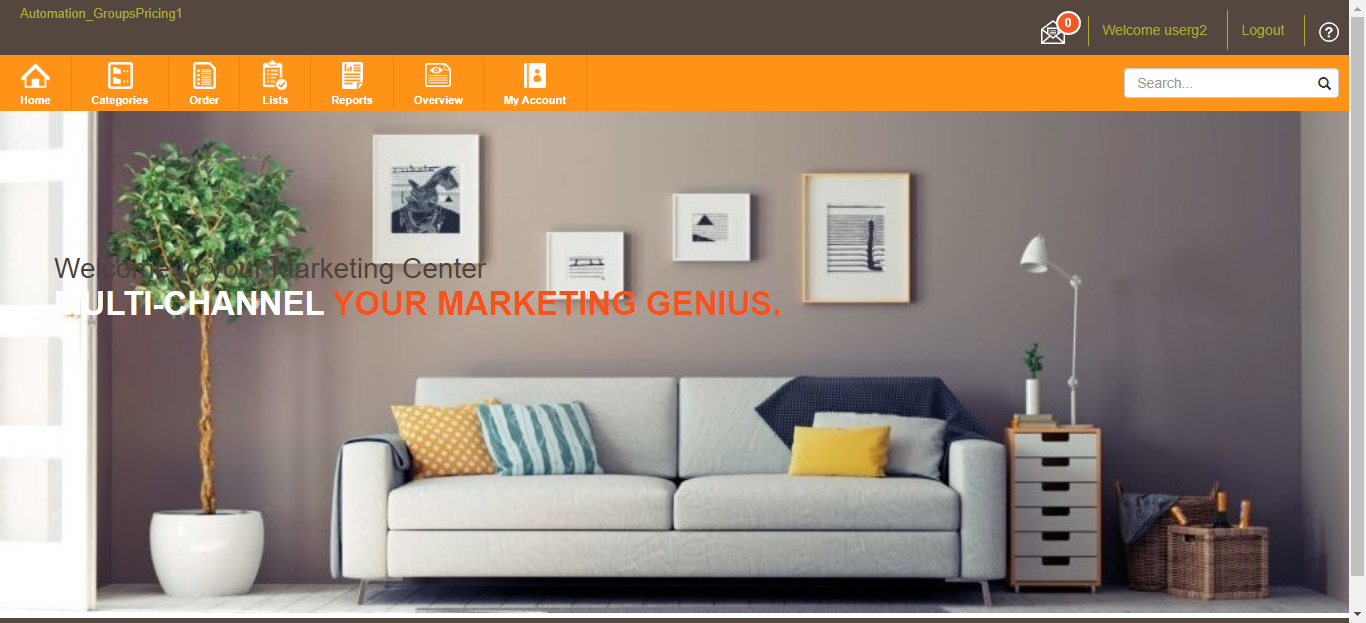 Automation_GroupsPricing1
0
Welcome userg2
Logout
?
Home
Categories
Order
Lists
Reports
Overview
My Account
Search...
Welcome to your Marketing Center
MULTI-CHANNEL YOUR MARKETING GENIUS.